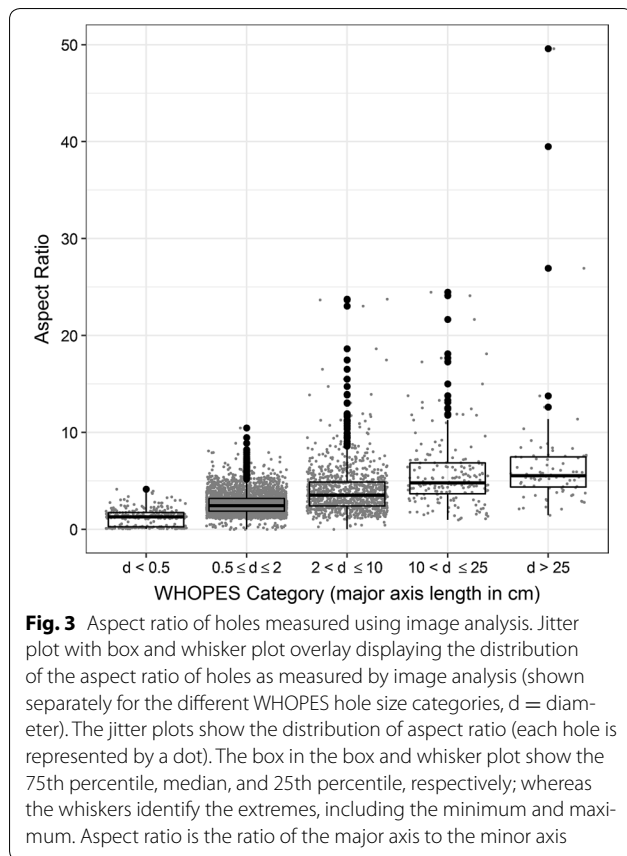 50
40
30
20
10
0
Aspect Ratio
d < 0.5 0.5 ≤ d ≤ 2 2 < d ≤ 10 10 < d ≤ 25 d > 25
WHOPES Category (major axis length in cm)
Fig. 3 Aspect ratio of holes measured using image analysis. Jitter
plot with box and whisker plot overlay displaying the distribution
of the aspect ratio of holes as measured by image analysis (shown
separately for the different WHOPES hole size categories, d = diam-
eter). The jitter plots show the distribution of aspect ratio (each hole is
represented by a dot). The box in the box and whisker plot show the
75th percentile, median, and 25th percentile, respectively; whereas
the whiskers identify the extremes, including the minimum and maxi-
mum. Aspect ratio is the ratio of the major axis to the minor axis